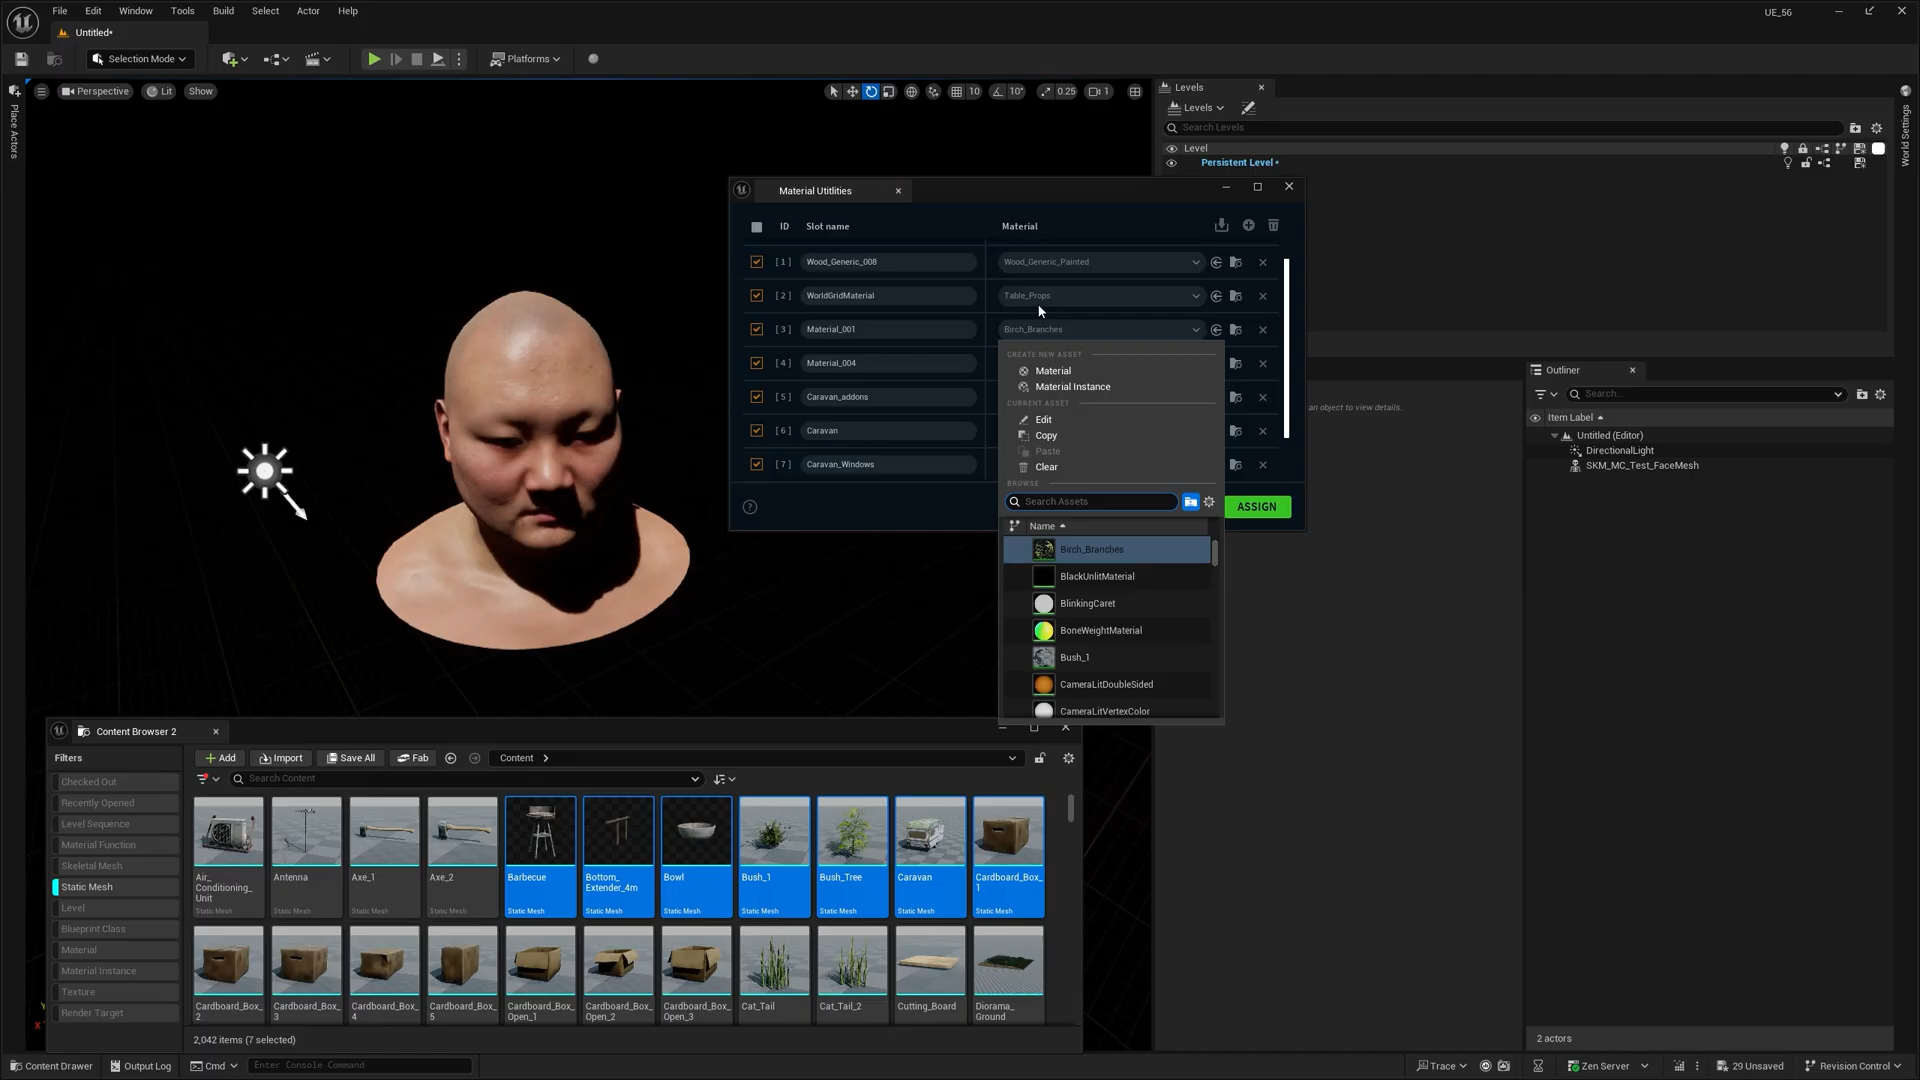 File Edit Window Tools Build Select Actor Help
UE_56
Untitled•
Selection Mode
Platforms
Place Actors
Perspective
Lit
Show
10
10°
0.25
1
Levels
Levels
Search Levels
Level
Persistent Level •
World Settings
Material Utitlities
ID Slot name Material
[ 1 ] Wood_Generic_008 Wood_Generic_Painted
[ 2 ] WorldGridMaterial Table_Props
[ 3 ] Material_001 Birch_Branches
[ 4 ] Material_004
[ 5 ] Caravan_addons
[ 6 ] Caravan
[ 7 ] Caravan_Windows
ASSIGN
CREATE NEW ASSET
Material
Material Instance
CURRENT ASSET
Edit
Copy
Paste
Clear
BROWSE
Search Assets
Name
Birch_Branches
BlackUnlitMaterial
BlinkingCaret
BoneWeightMaterial
Bush_1
CameraLitDoubleSided
CameraLitVertexColor
an object to view details.
Outliner
Search...
Item Label
Untitled (Editor)
DirectionalLight
SKM_MC_Test_FaceMesh
2 actors
Content Browser 2
Filters
Checked Out
Recently Opened
Level Sequence
Material Function
Skeletal Mesh
Static Mesh
Level
Blueprint Class
Material
Material Instance
Texture
Render Target
Add
Import
Save All
Fab
Content
Search Content
Air_
Conditioning_
Unit
Static Mesh
Antenna
Static Mesh
Axe_1
Static Mesh
Axe_2
Static Mesh
Barbecue
Static Mesh
Bottom_
Extender_4m
Static Mesh
Bowl
Static Mesh
Bush_1
Static Mesh
Bush_Tree
Static Mesh
Caravan
Static Mesh
Cardboard_Box_
1
Static Mesh
Cardboard_Box_
2
Cardboard_Box_
3
Cardboard_Box_
4
Cardboard_Box_
5
Cardboard_Box_
Open_1
Cardboard_Box_
Open_2
Cardboard_Box_
Open_3
Cat_Tail
Cat_Tail_2
Cutting_Board
Diorama_
Ground
2,042 items (7 selected)
Y
X
Content Drawer
Output Log
Cmd
Enter Console Command
Trace
Zen Server
29 Unsaved
Revision Control